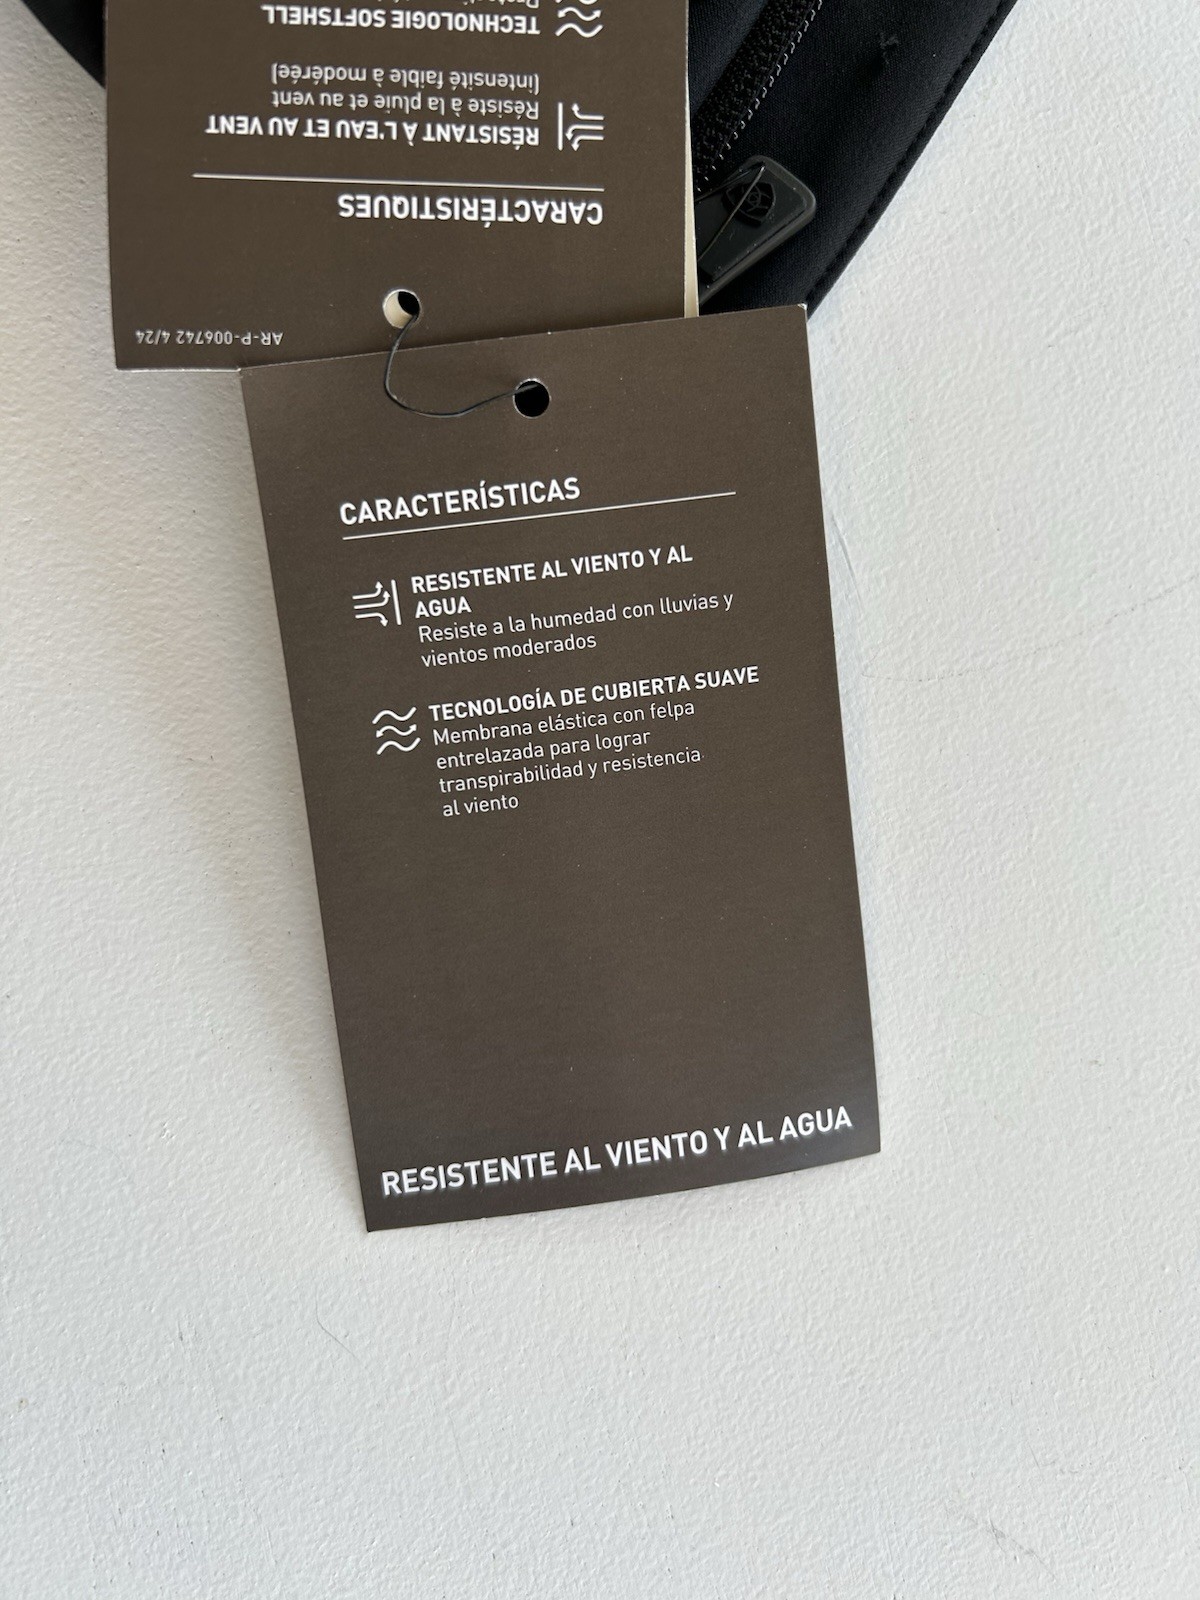 CARACTÉRISTIQUES
RÉSISTANT À L'EAU ET AU VENT
Résiste à la pluie et au vent
(intensité faible à modérée)
TECHNOLOGIE SOFTSHELL
AR-P-006742 4/24
CARACTERÍSTICAS
RESISTENTE AL VIENTO Y AL
AGUA
Resiste a la humedad con lluvias y
vientos moderados
TECNOLOGÍA DE CUBIERTA SUAVE
Membrana elástica con felpa
entrelazada para lograr
transpirabilidad y resistencia
al viento
RESISTENTE AL VIENTO Y AL AGUA